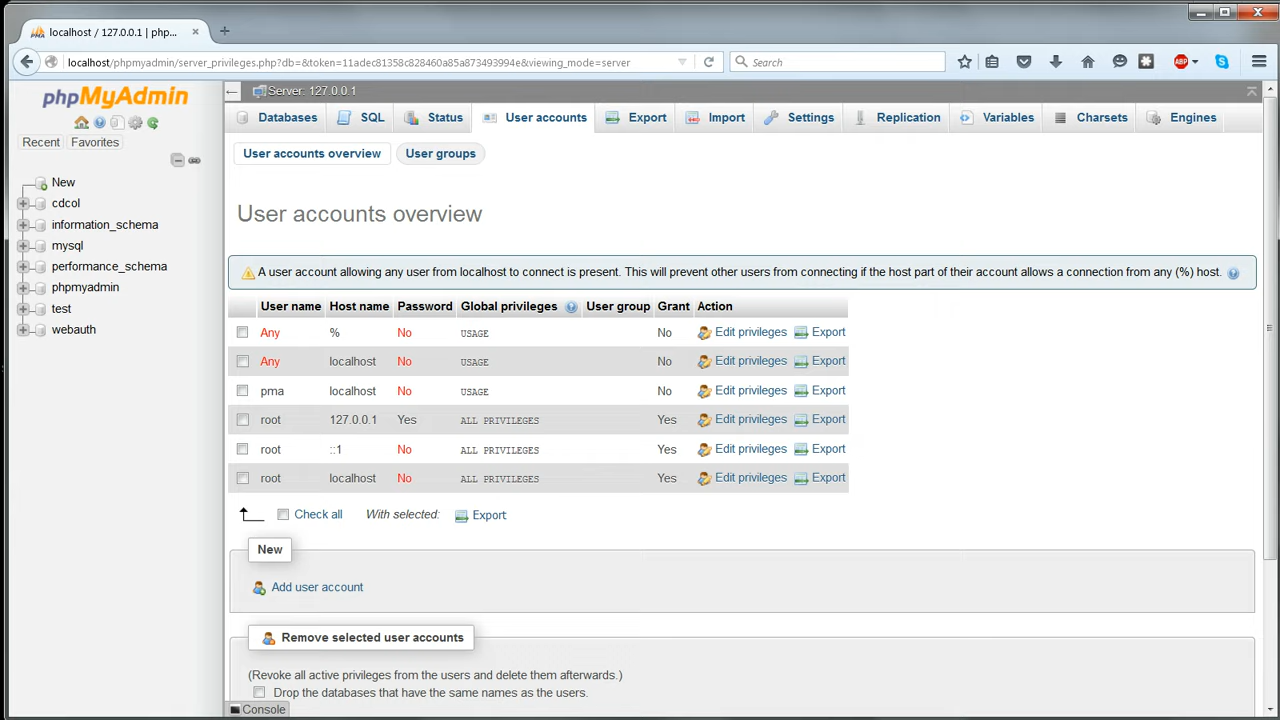 localhost / 127.0.0.1 | php...
localhost/phpmyadmin/server_privileges.php?db=&token=11adec81358c828460a85a873593994e&viewing_mode=server
Search
ABP
phpMyAdmin
Recent Favorites
New
cdcol
information_schema
mysql
performance_schema
phpmyadmin
test
webauth
Server: 127.0.0.1
Databases SQL Status User accounts Export Import Settings Replication Variables Charsets Engines
User accounts overview User groups
User accounts overview
A user account allowing any user from localhost to connect is present. This will prevent other users from connecting if the host part of their account allows a connection from any (%) host.
User name Host name Password Global privileges User group Grant Action
Any % No USAGE No Edit privileges Export
Any localhost No USAGE No Edit privileges Export
pma localhost No USAGE No Edit privileges Export
root 127.0.0.1 Yes ALL PRIVILEGES Yes Edit privileges Export
root ::1 No ALL PRIVILEGES Yes Edit privileges Export
root localhost No ALL PRIVILEGES Yes Edit privileges Export
Check all With selected: Export
New
Add user account
Remove selected user accounts
(Revoke all active privileges from the users and delete them afterwards.)
Drop the databases that have the same names as the users.
Console